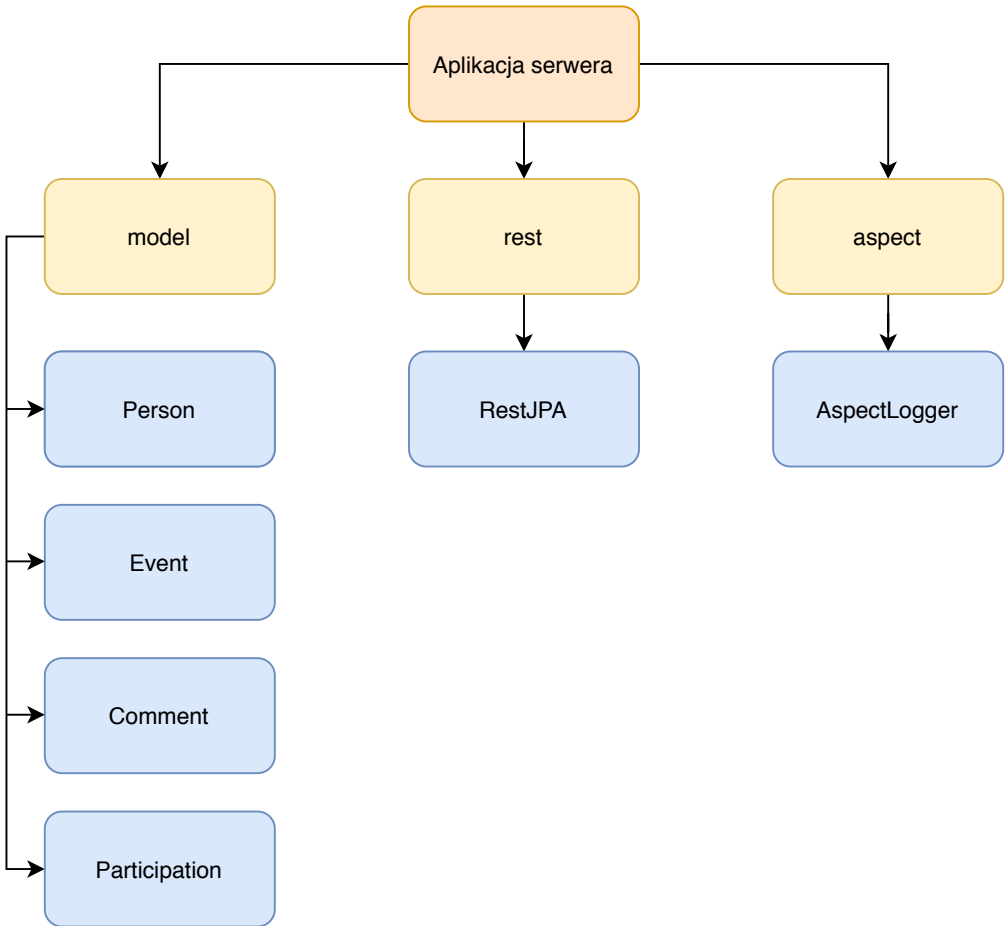 Aplikacja serwera
model
rest
aspect
Person
RestJPA
AspectLogger
Event
Comment
Participation